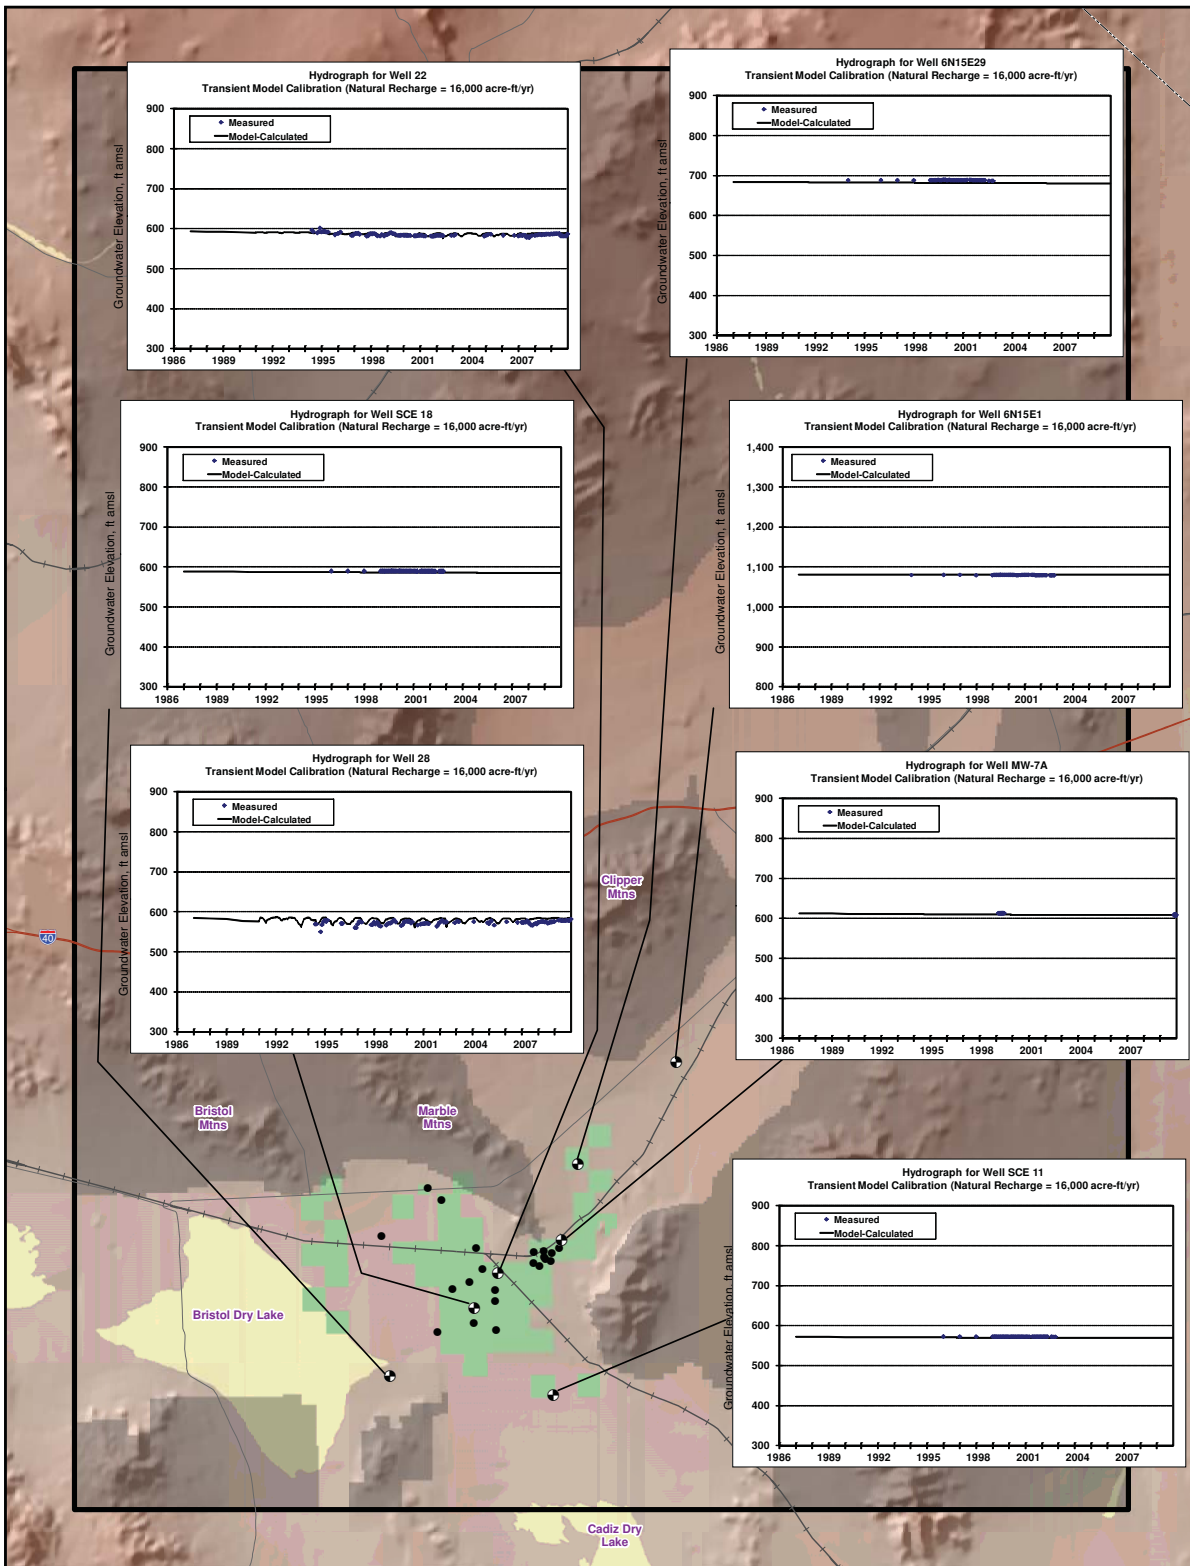 Hydrograph for Well 22
Transient Model Calibration (Natural Recharge = 16,000 acre-ft/yr)
Groundwater Elevation, ft amsl
Measured
Model-Calculated
900
800
700
600
500
400
300
1986 1989 1992 1995 1998 2001 2004 2007
Hydrograph for Well 6N15E29
Transient Model Calibration (Natural Recharge = 16,000 acre-ft/yr)
Groundwater Elevation, ft amsl
Measured
Model-Calculated
900
800
700
600
500
400
300
1986 1989 1992 1995 1998 2001 2004 2007
Hydrograph for Well SCE 18
Transient Model Calibration (Natural Recharge = 16,000 acre-ft/yr)
Groundwater Elevation, ft amsl
Measured
Model-Calculated
900
800
700
600
500
400
300
1986 1989 1992 1995 1998 2001 2004 2007
Hydrograph for Well 6N15E1
Transient Model Calibration (Natural Recharge = 16,000 acre-ft/yr)
Groundwater Elevation, ft amsl
Measured
Model-Calculated
1,400
1,300
1,200
1,100
1,000
900
800
1986 1989 1992 1995 1998 2001 2004 2007
Hydrograph for Well 28
Transient Model Calibration (Natural Recharge = 16,000 acre-ft/yr)
Groundwater Elevation, ft amsl
Measured
Model-Calculated
900
800
700
600
500
400
300
1986 1989 1992 1995 1998 2001 2004 2007
Hydrograph for Well MW-7A
Transient Model Calibration (Natural Recharge = 16,000 acre-ft/yr)
Groundwater Elevation, ft amsl
Measured
Model-Calculated
900
800
700
600
500
400
300
1986 1989 1992 1995 1998 2001 2004 2007
Clipper
Mtns
40
Bristol
Mtns
Marble
Mtns
Hydrograph for Well SCE 11
Transient Model Calibration (Natural Recharge = 16,000 acre-ft/yr)
Groundwater Elevation, ft amsl
Measured
Model-Calculated
900
800
700
600
500
400
300
1986 1989 1992 1995 1998 2001 2004 2007
Bristol Dry Lake
Cadiz Dry
Lake